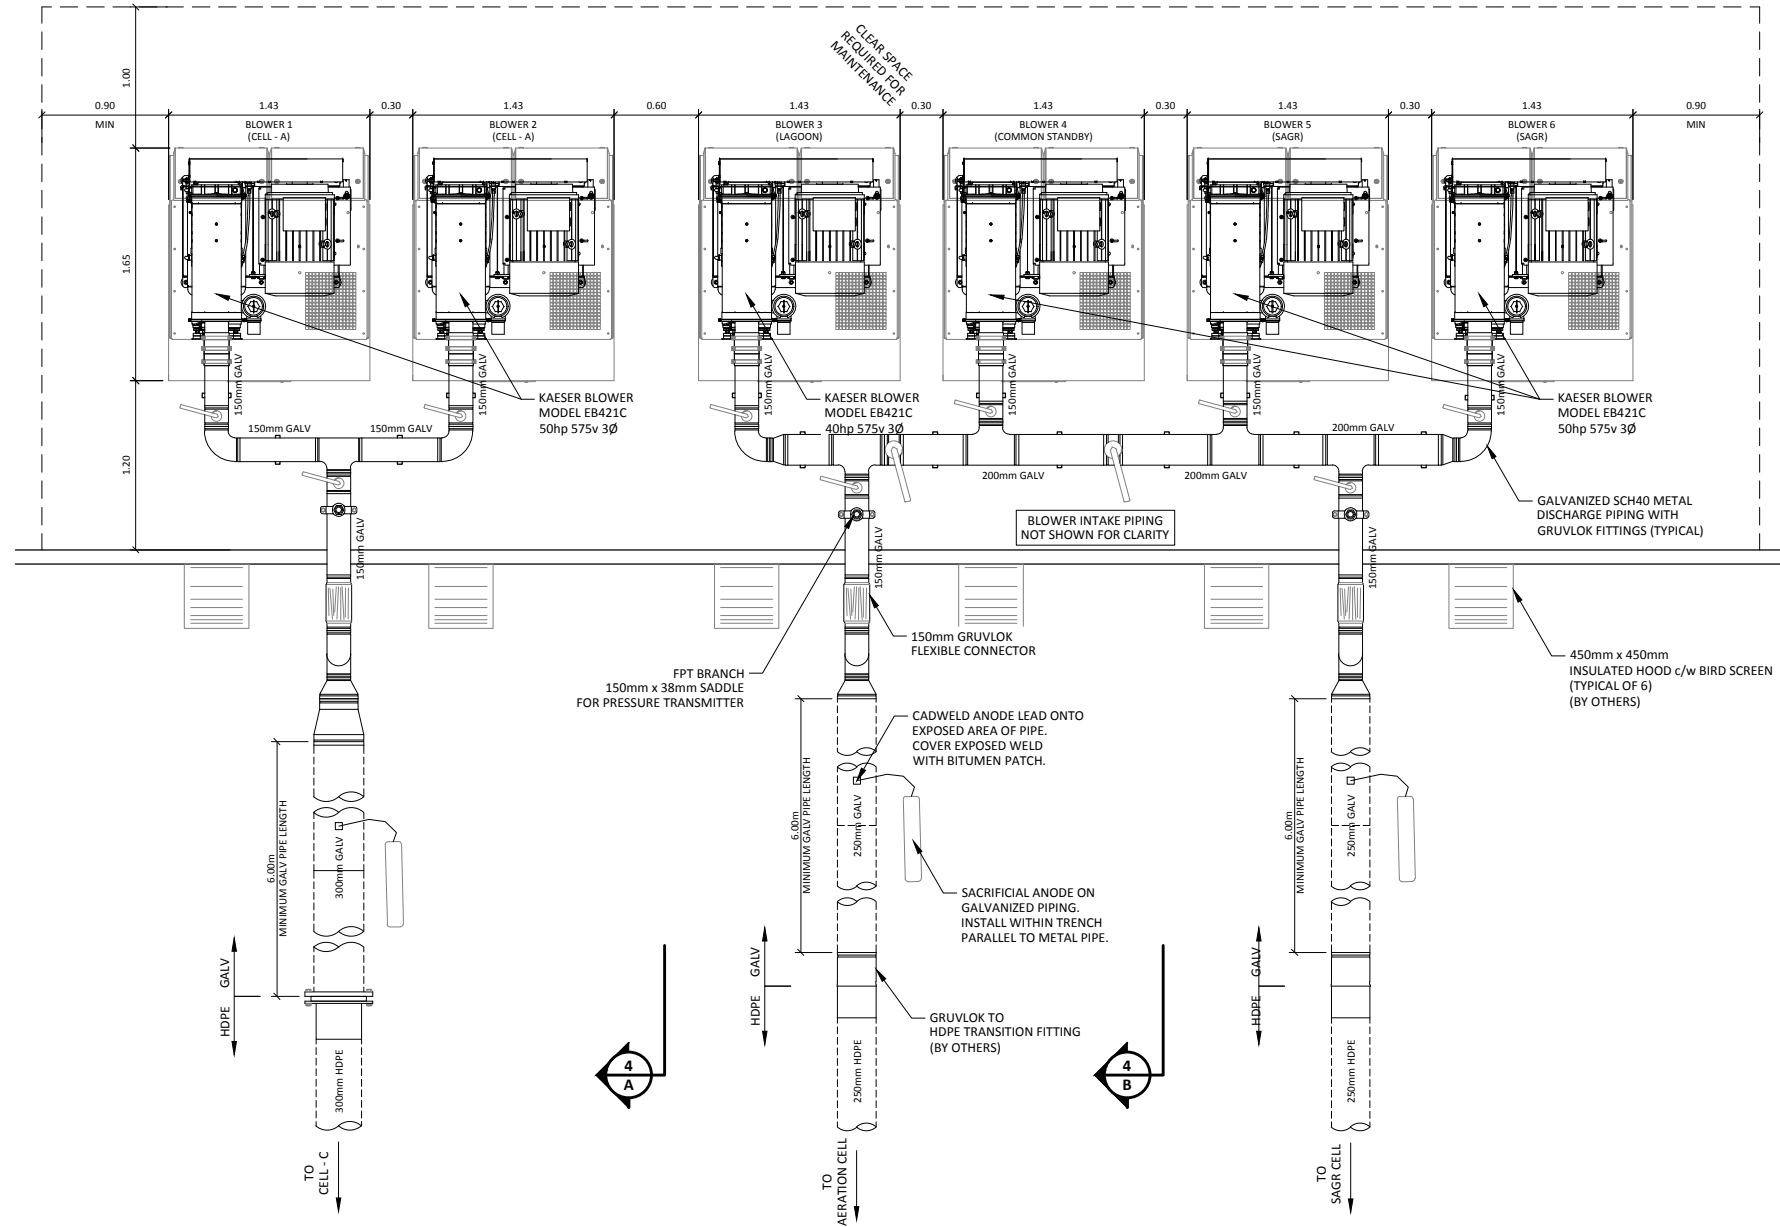 CLEAR SPACE
REQUIRED FOR
MAINTENANCE
1.00
0.90
MIN
1.43
0.30
1.43
0.60
1.43
0.30
1.43
0.30
1.43
0.30
1.43
0.90
MIN
BLOWER 1
(CELL - A)
BLOWER 2
(CELL - A)
BLOWER 3
(LAGOON)
BLOWER 4
(COMMON STANDBY)
BLOWER 5
(SAGR)
BLOWER 6
(SAGR)
1.65
150mm GALV
150mm GALV
150mm GALV
150mm GALV
150mm GALV
150mm GALV
KAESER BLOWER
MODEL EB421C
50hp 575v 3Ø
KAESER BLOWER
MODEL EB421C
40hp 575v 3Ø
KAESER BLOWER
MODEL EB421C
50hp 575v 3Ø
1.20
150mm GALV
150mm GALV
200mm GALV
200mm GALV
200mm GALV
GALVANIZED SCH40 METAL
DISCHARGE PIPING WITH
GRUVLOK FITTINGS (TYPICAL)
BLOWER INTAKE PIPING
NOT SHOWN FOR CLARITY
150mm GALV
150mm GALV
150mm GALV
150mm GRUVLOK
FLEXIBLE CONNECTOR
FPT BRANCH
150mm x 38mm SADDLE
FOR PRESSURE TRANSMITTER
450mm x 450mm
INSULATED HOOD c/w BIRD SCREEN
(TYPICAL OF 6)
(BY OTHERS)
CADWELD ANODE LEAD ONTO
EXPOSED AREA OF PIPE.
COVER EXPOSED WELD
WITH BITUMEN PATCH.
6.00m
MINIMUM GALV PIPE LENGTH
300mm GALV
6.00m
MINIMUM GALV PIPE LENGTH
250mm GALV
6.00m
MINIMUM GALV PIPE LENGTH
250mm GALV
SACRIFICIAL ANODE ON
GALVANIZED PIPING.
INSTALL WITHIN TRENCH
PARALLEL TO METAL PIPE.
HDPE
GALV
HDPE
GALV
HDPE
GALV
GRUVLOK TO
HDPE TRANSITION FITTING
(BY OTHERS)
4
A
4
B
300mm HDPE
250mm HDPE
250mm HDPE
TO
CELL - C
TO
AERATION CELL
TO
SAGR CELL